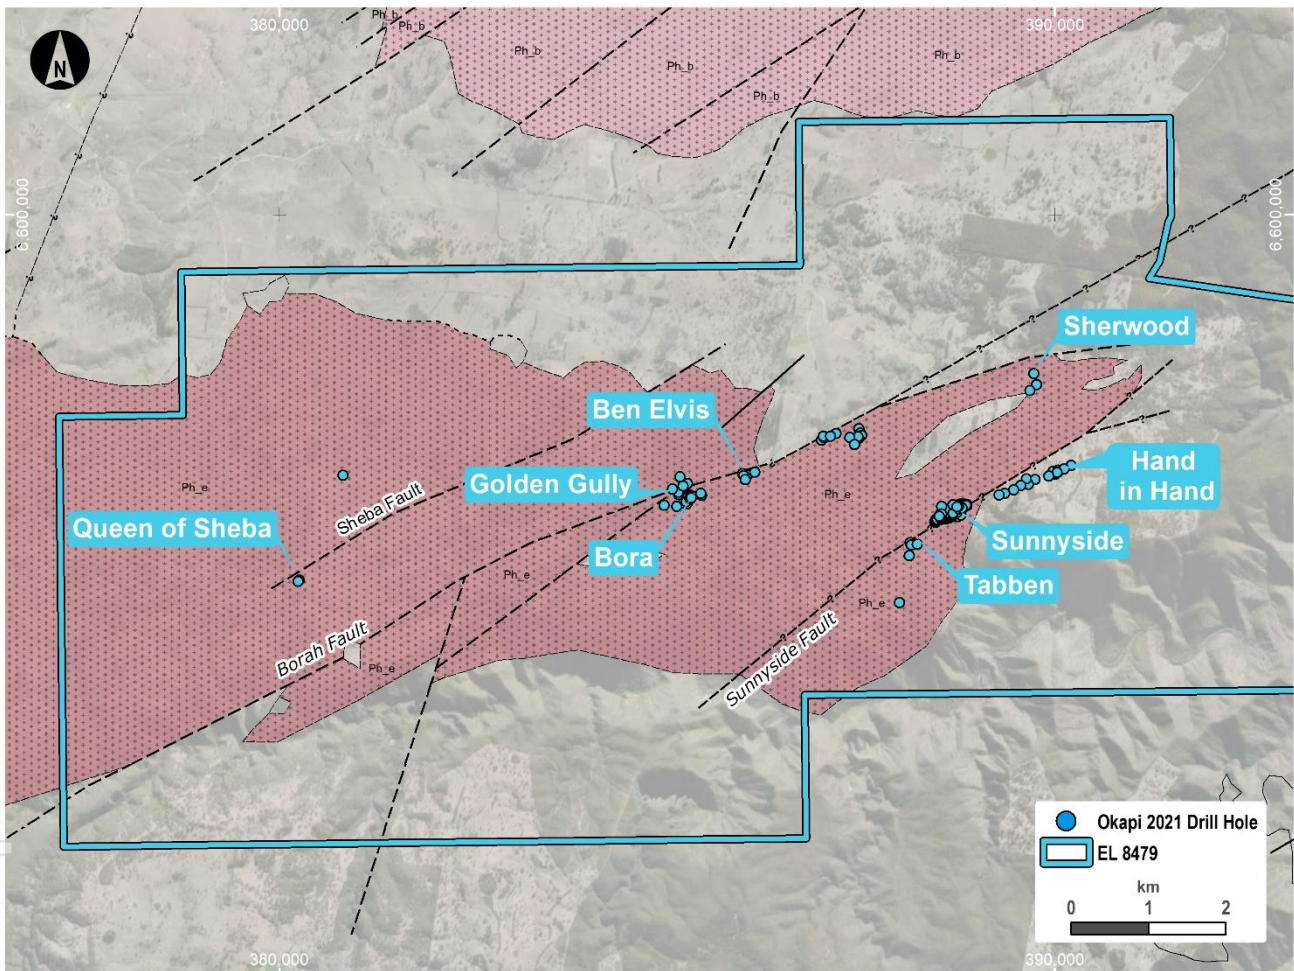 380,000
390,000
Ph_b
Ph_b
Ph_b
Ph_b
Ph_b
Ph_b
N
?
?
?
?
?
6,600,000
6,600,000
?
?
?
?
?
Sherwood
Ben Elvis
Hand
in Hand
Golden Gully
Ph_e
Ph_e
Sheba Fault
Queen of Sheba
Bora
Sunnyside
Ph_e
Tabben
?
?
?
?
?
Ph_e
Borah Fault
Ph_e
Sunnyside Fault
Okapi 2021 Drill Hole
EL 8479
km
0
1
2
380,000
390,000